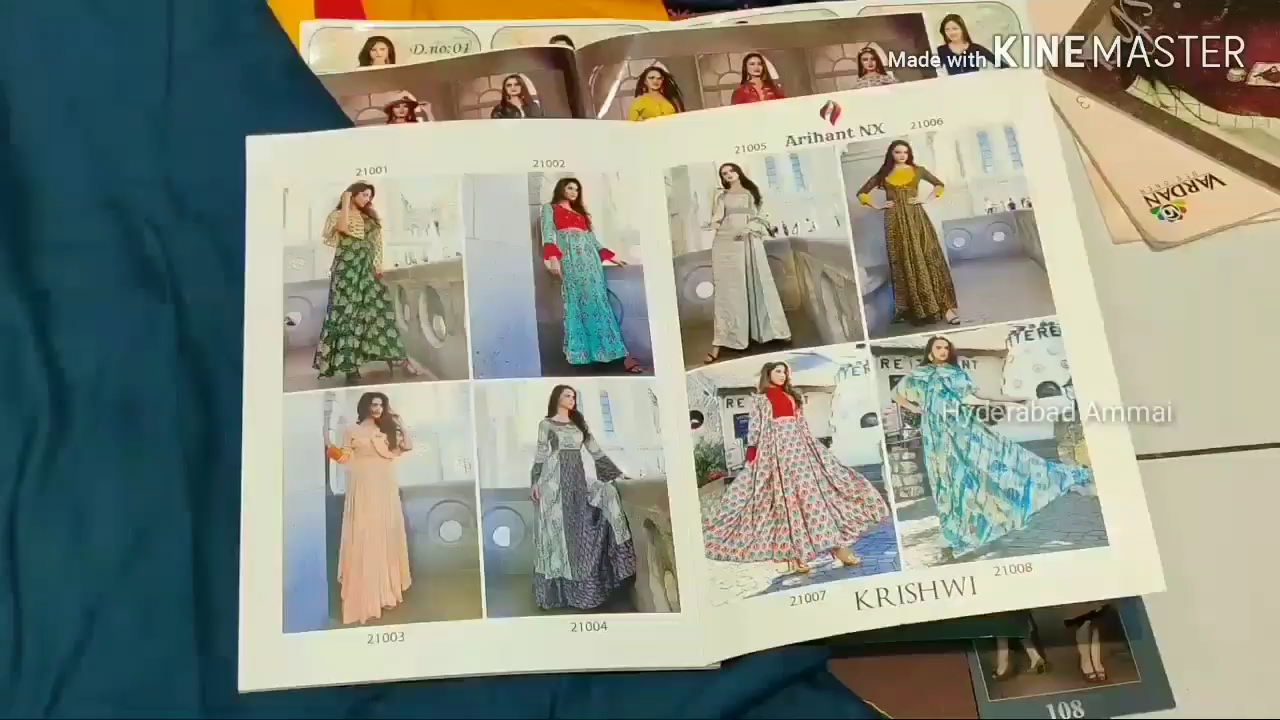 D.no:01
Made with KINEMASTER
Arihant NX
21001
21002
21005
21006
VARDAN
Hyderabad Ammai
21003
21004
21007
21008
KRISHWI
3
108